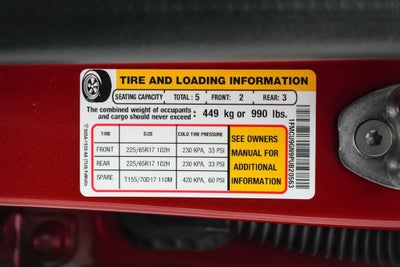 TIRE AND LOADING INFORMATION
SEATING CAPACITY TOTAL : 5 FRONT: 2 REAR: 3
The combined weight of occupants
and cargo should never exceed : 449 kg or 990 lbs.
TIRE SIZE COLD TIRE PRESSURE
FRONT 225/65R17 102H 230 KPA, 33 PSI
REAR 225/65R17 102H 230 KPA, 33 PSI
SPARE T155/70D17 110M 420 KPA, 60 PSI
SEE OWNERS
MANUAL FOR
ADDITIONAL
INFORMATION